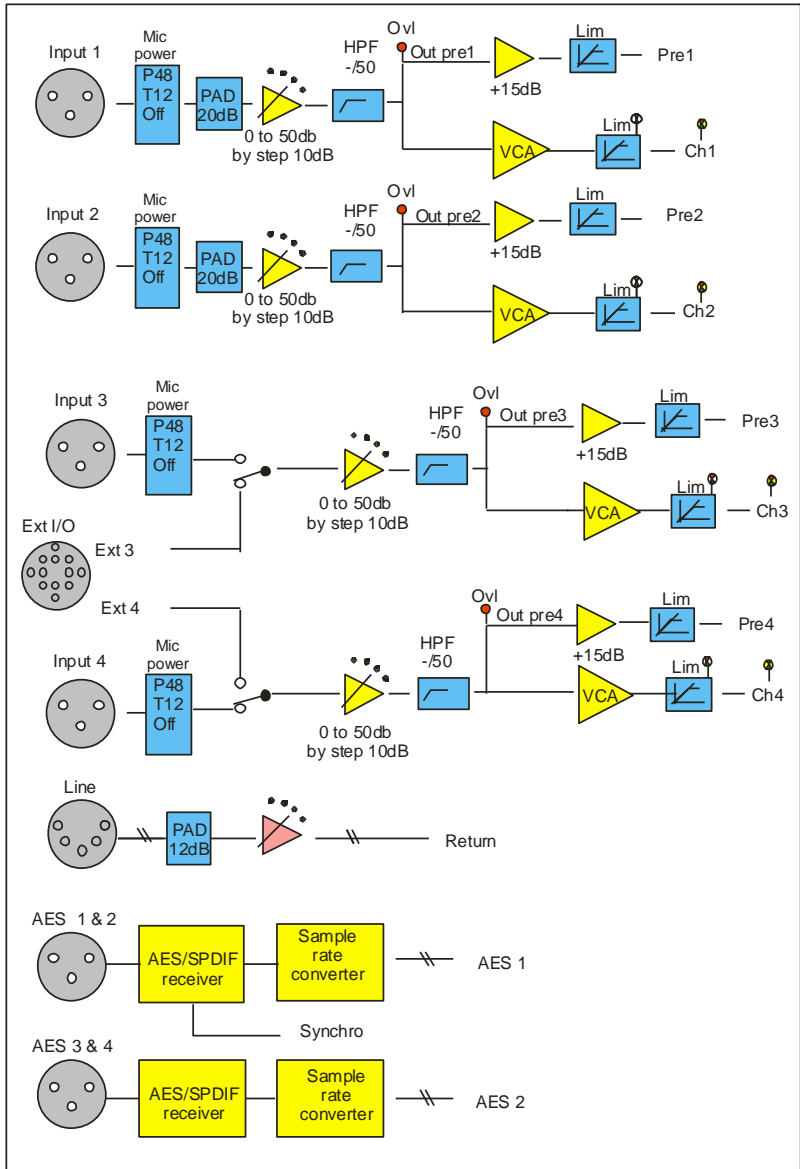 Input 1
Mic
power
P48
T12
Off
PAD
20dB
0 to 50db
by step 10dB
HPF
-/50
Ovl
Out pre1
+15dB
Lim
Pre1
VCA
Lim
Ch1
Input 2
Mic
power
P48
T12
Off
PAD
20dB
0 to 50db
by step 10dB
HPF
-/50
Ovl
Out pre2
+15dB
Lim
Pre2
VCA
Lim
Ch2
Input 3
Mic
power
P48
T12
Off
0 to 50db
by step 10dB
HPF
-/50
Ovl
Out pre3
+15dB
Lim
Pre3
VCA
Lim
Ch3
Ext I/O
Ext 3
Ext 4
Input 4
Mic
power
P48
T12
Off
0 to 50db
by step 10dB
HPF
-/50
Ovl
Out pre4
+15dB
Lim
Pre4
VCA
Lim
Ch4
Line
PAD
12dB
Return
AES 1 & 2
AES/SPDIF
receiver
Sample
rate
converter
AES 1
Synchro
AES 3 & 4
AES/SPDIF
receiver
Sample
rate
converter
AES 2